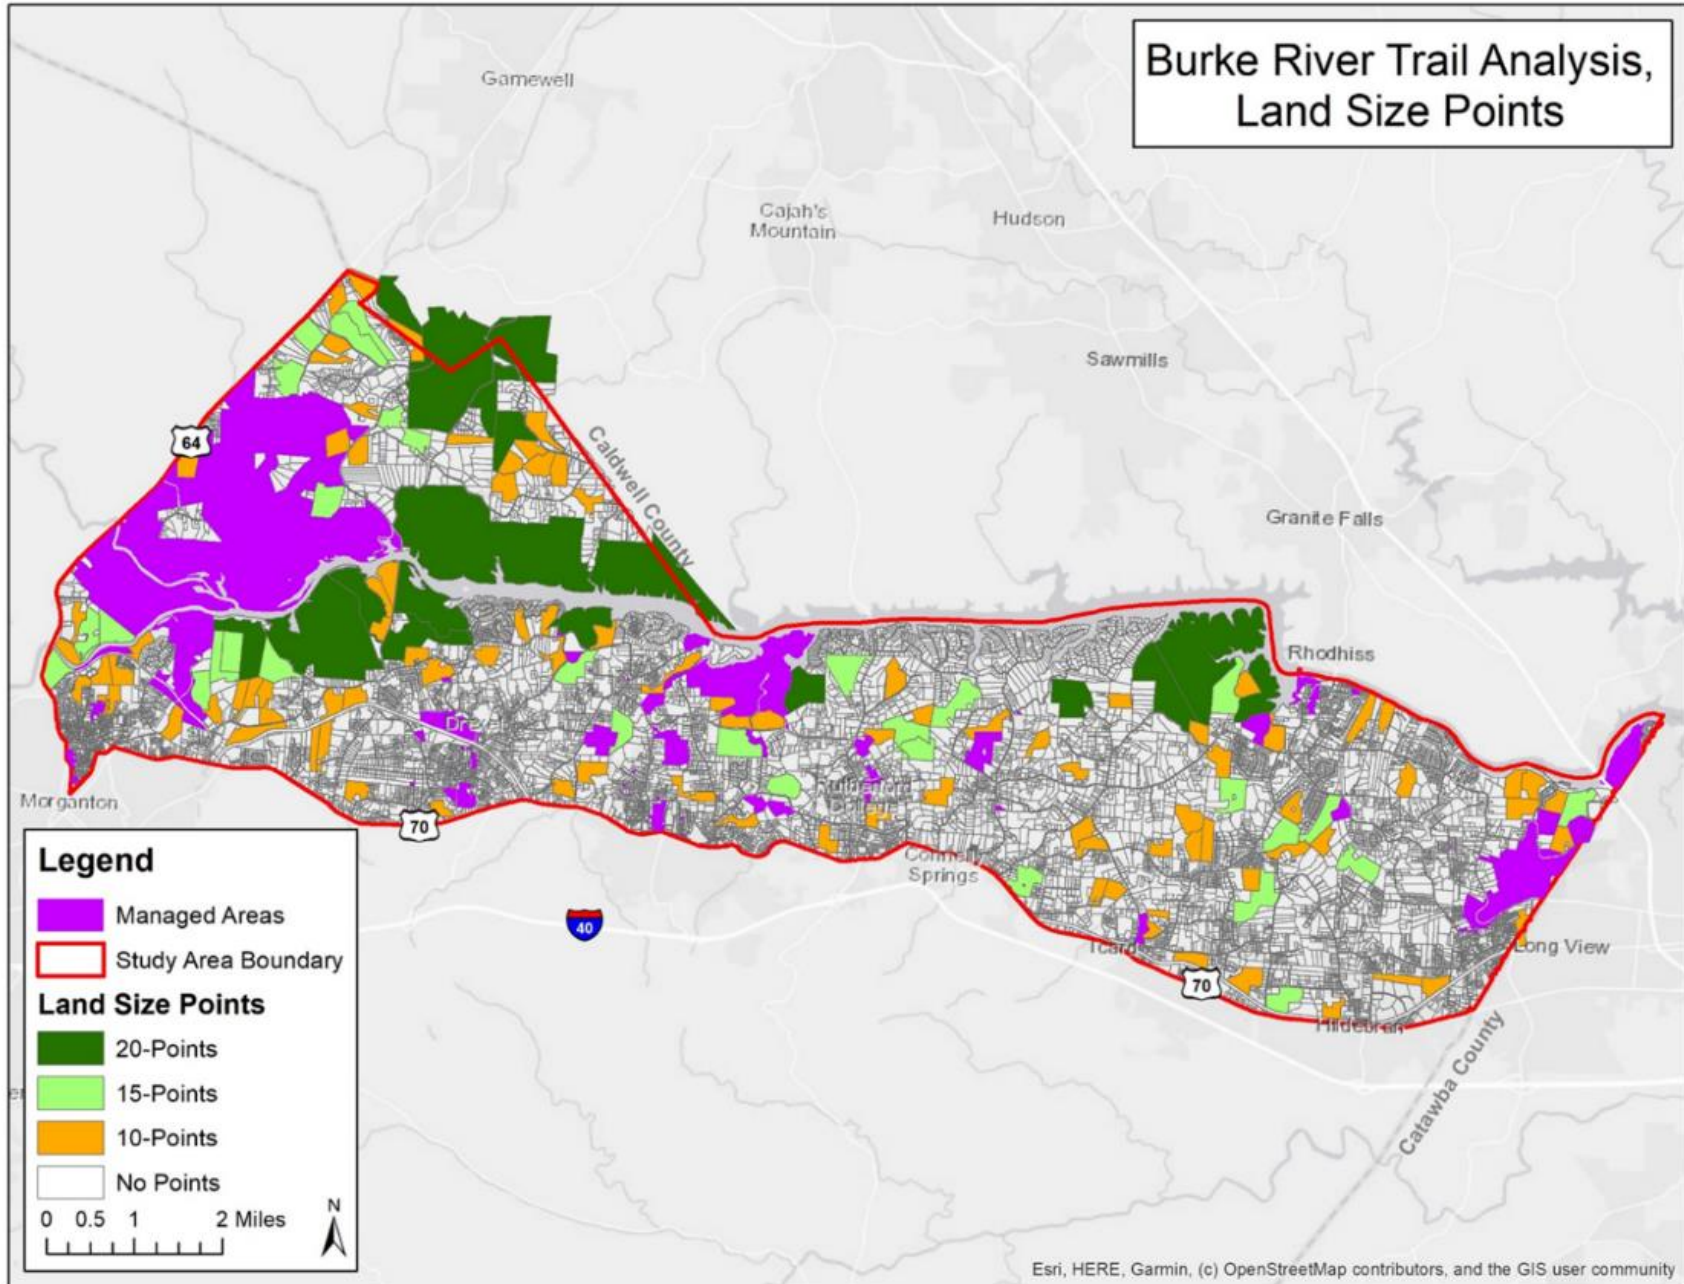 Burke River Trail Analysis,
Land Size Points
Gamewell
Cajah's
Mountain
Hudson
Sawmills
64
Caldwell County
Granite Falls
Rhodhiss
Morganton
70
Connelly
Springs
40
Icard
Long View
70
Hildebran
Catawba County
Legend
Managed Areas
Study Area Boundary
Land Size Points
20-Points
15-Points
10-Points
No Points
0 0.5 1 2 Miles
N
Esri, HERE, Garmin, (c) OpenStreetMap contributors, and the GIS user community